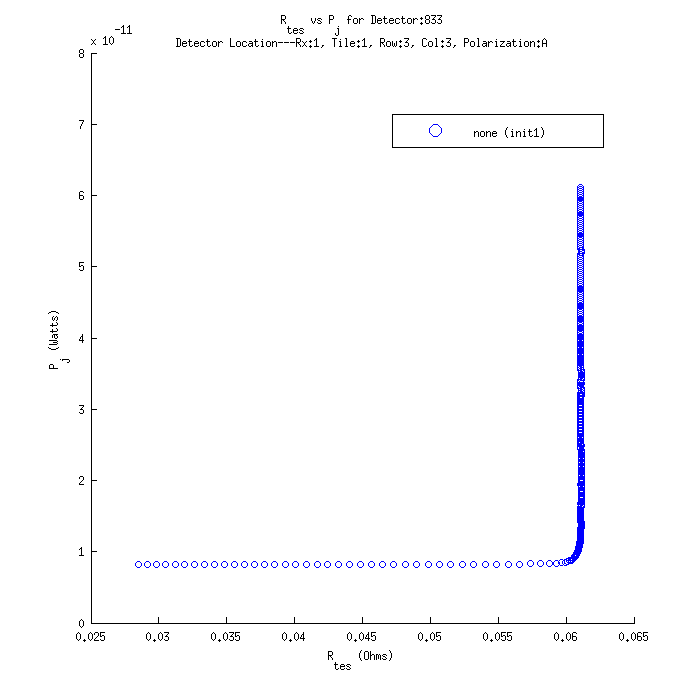 R_tes vs P_j for Detector:833
Detector Location---Rx:1, Tile:1, Row:3, Col:3, Polarization:A
x 10^-11
none (init1)
8
7
6
5
4
3
2
1
0
P_j (Watts)
0.025 0.03 0.035 0.04 0.045 0.05 0.055 0.06 0.065
R_tes (Ohms)